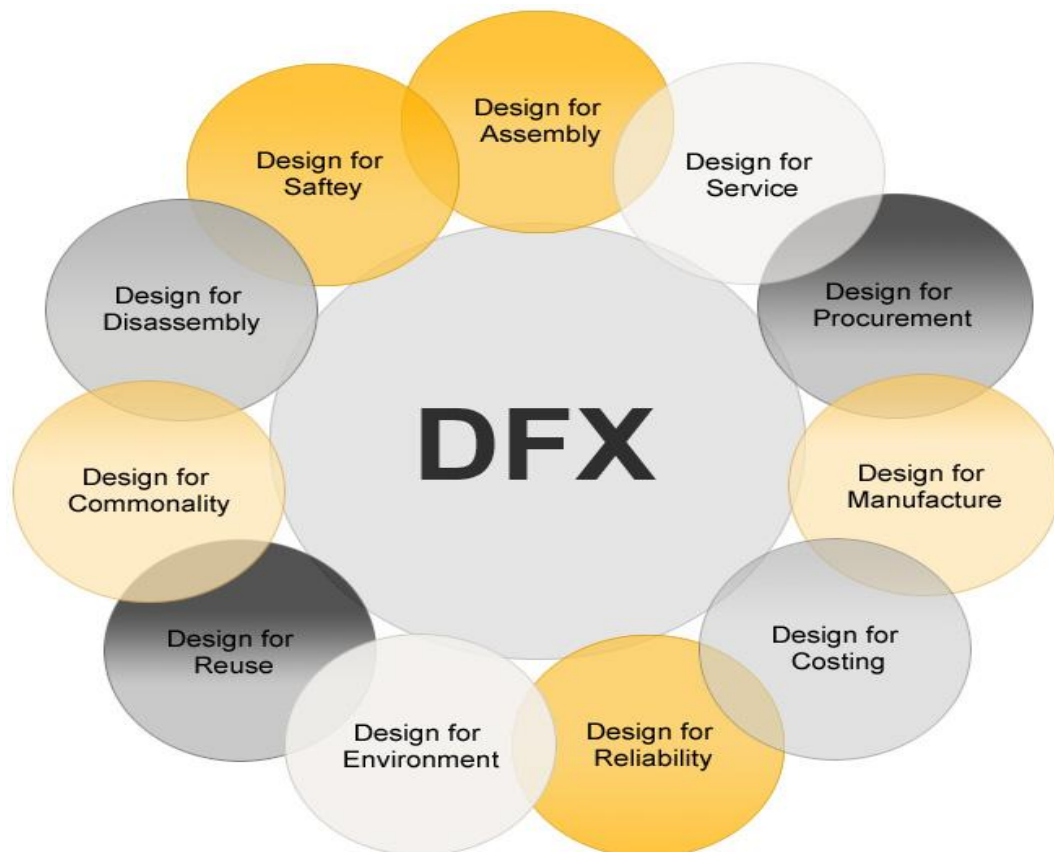 Design for
Assembly
Design for
Service
Design for
Procurement
Design for
Manufacture
Design for
Costing
Design for
Reliability
Design for
Environment
Design for
Reuse
Design for
Commonality
Design for
Disassembly
Design for
Saftey
DFX